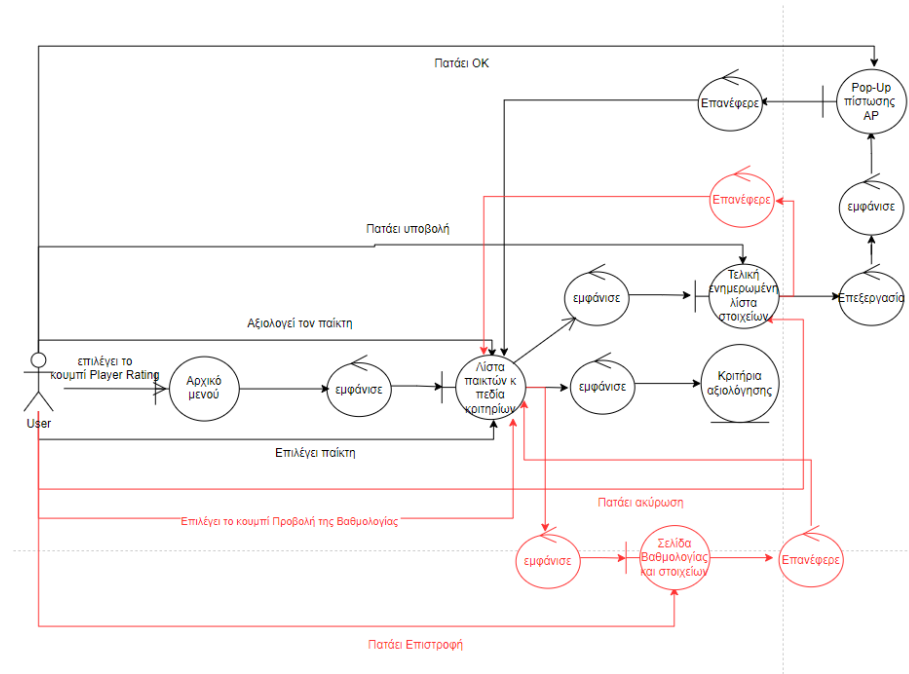 Πατάει OK
Pop-Up
πίστωσης
AP
Επανέφερε
Επανέφερε
εμφάνισε
Πατάει υποβολή
Τελική
ενημερωμένη
λίστα
στοιχείων
εμφάνισε
Επεξεργασία
Αξιολογεί τον παίκτη
επιλέγει το
κουμπί Player Rating
Αρχικό
μενού
εμφάνισε
Λίστα
παικτών κ
πεδία
κριτηρίων
εμφάνισε
Κριτήρια
αξιολόγησης
User
Επιλέγει παίκτη
Πατάει ακύρωση
Επιλέγει το κουμπί Προβολή της Βαθμολογίας
εμφάνισε
Σελίδα
Βαθμολογίας
και στοιχείων
Επανέφερε
Πατάει Επιστροφή